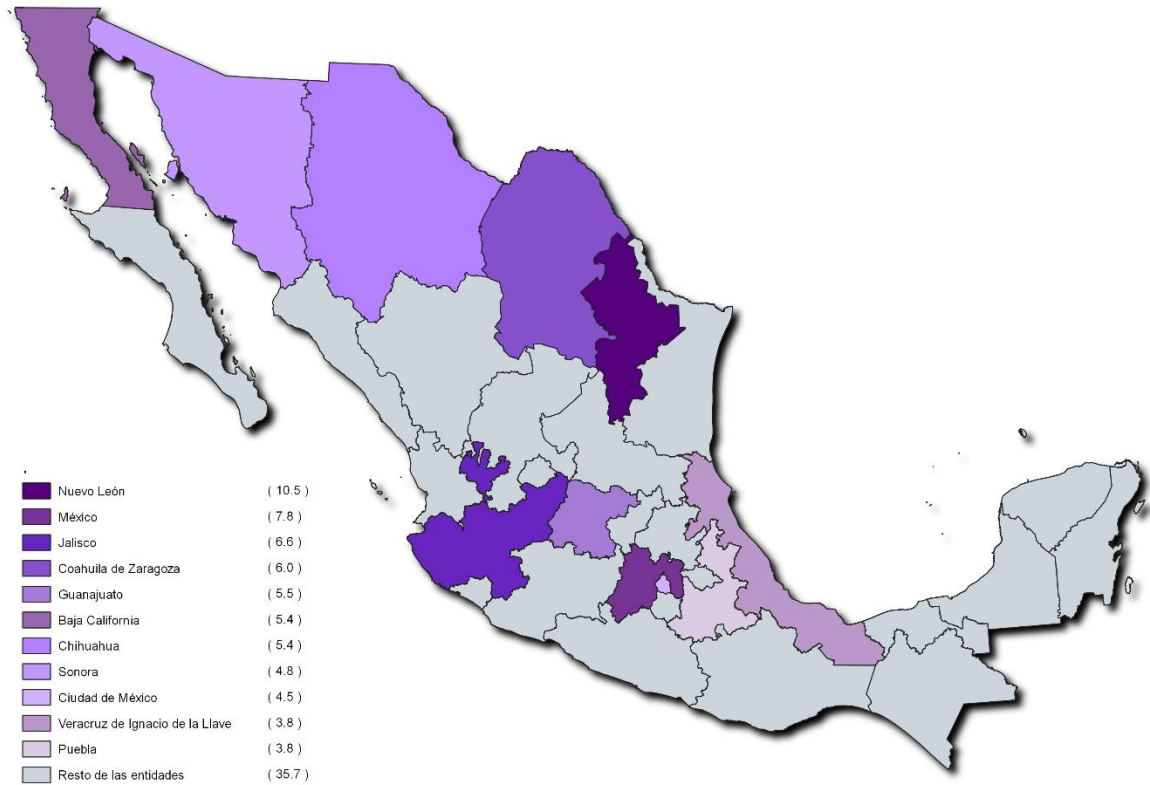 Nuevo León ( 10.5 )
México ( 7.8 )
Jalisco ( 6.6 )
Coahuila de Zaragoza ( 6.0 )
Guanajuato ( 5.5 )
Baja California ( 5.4 )
Chihuahua ( 5.4 )
Sonora ( 4.8 )
Ciudad de México ( 4.5 )
Veracruz de Ignacio de la Llave ( 3.8 )
Puebla ( 3.8 )
Resto de las entidades ( 35.7 )